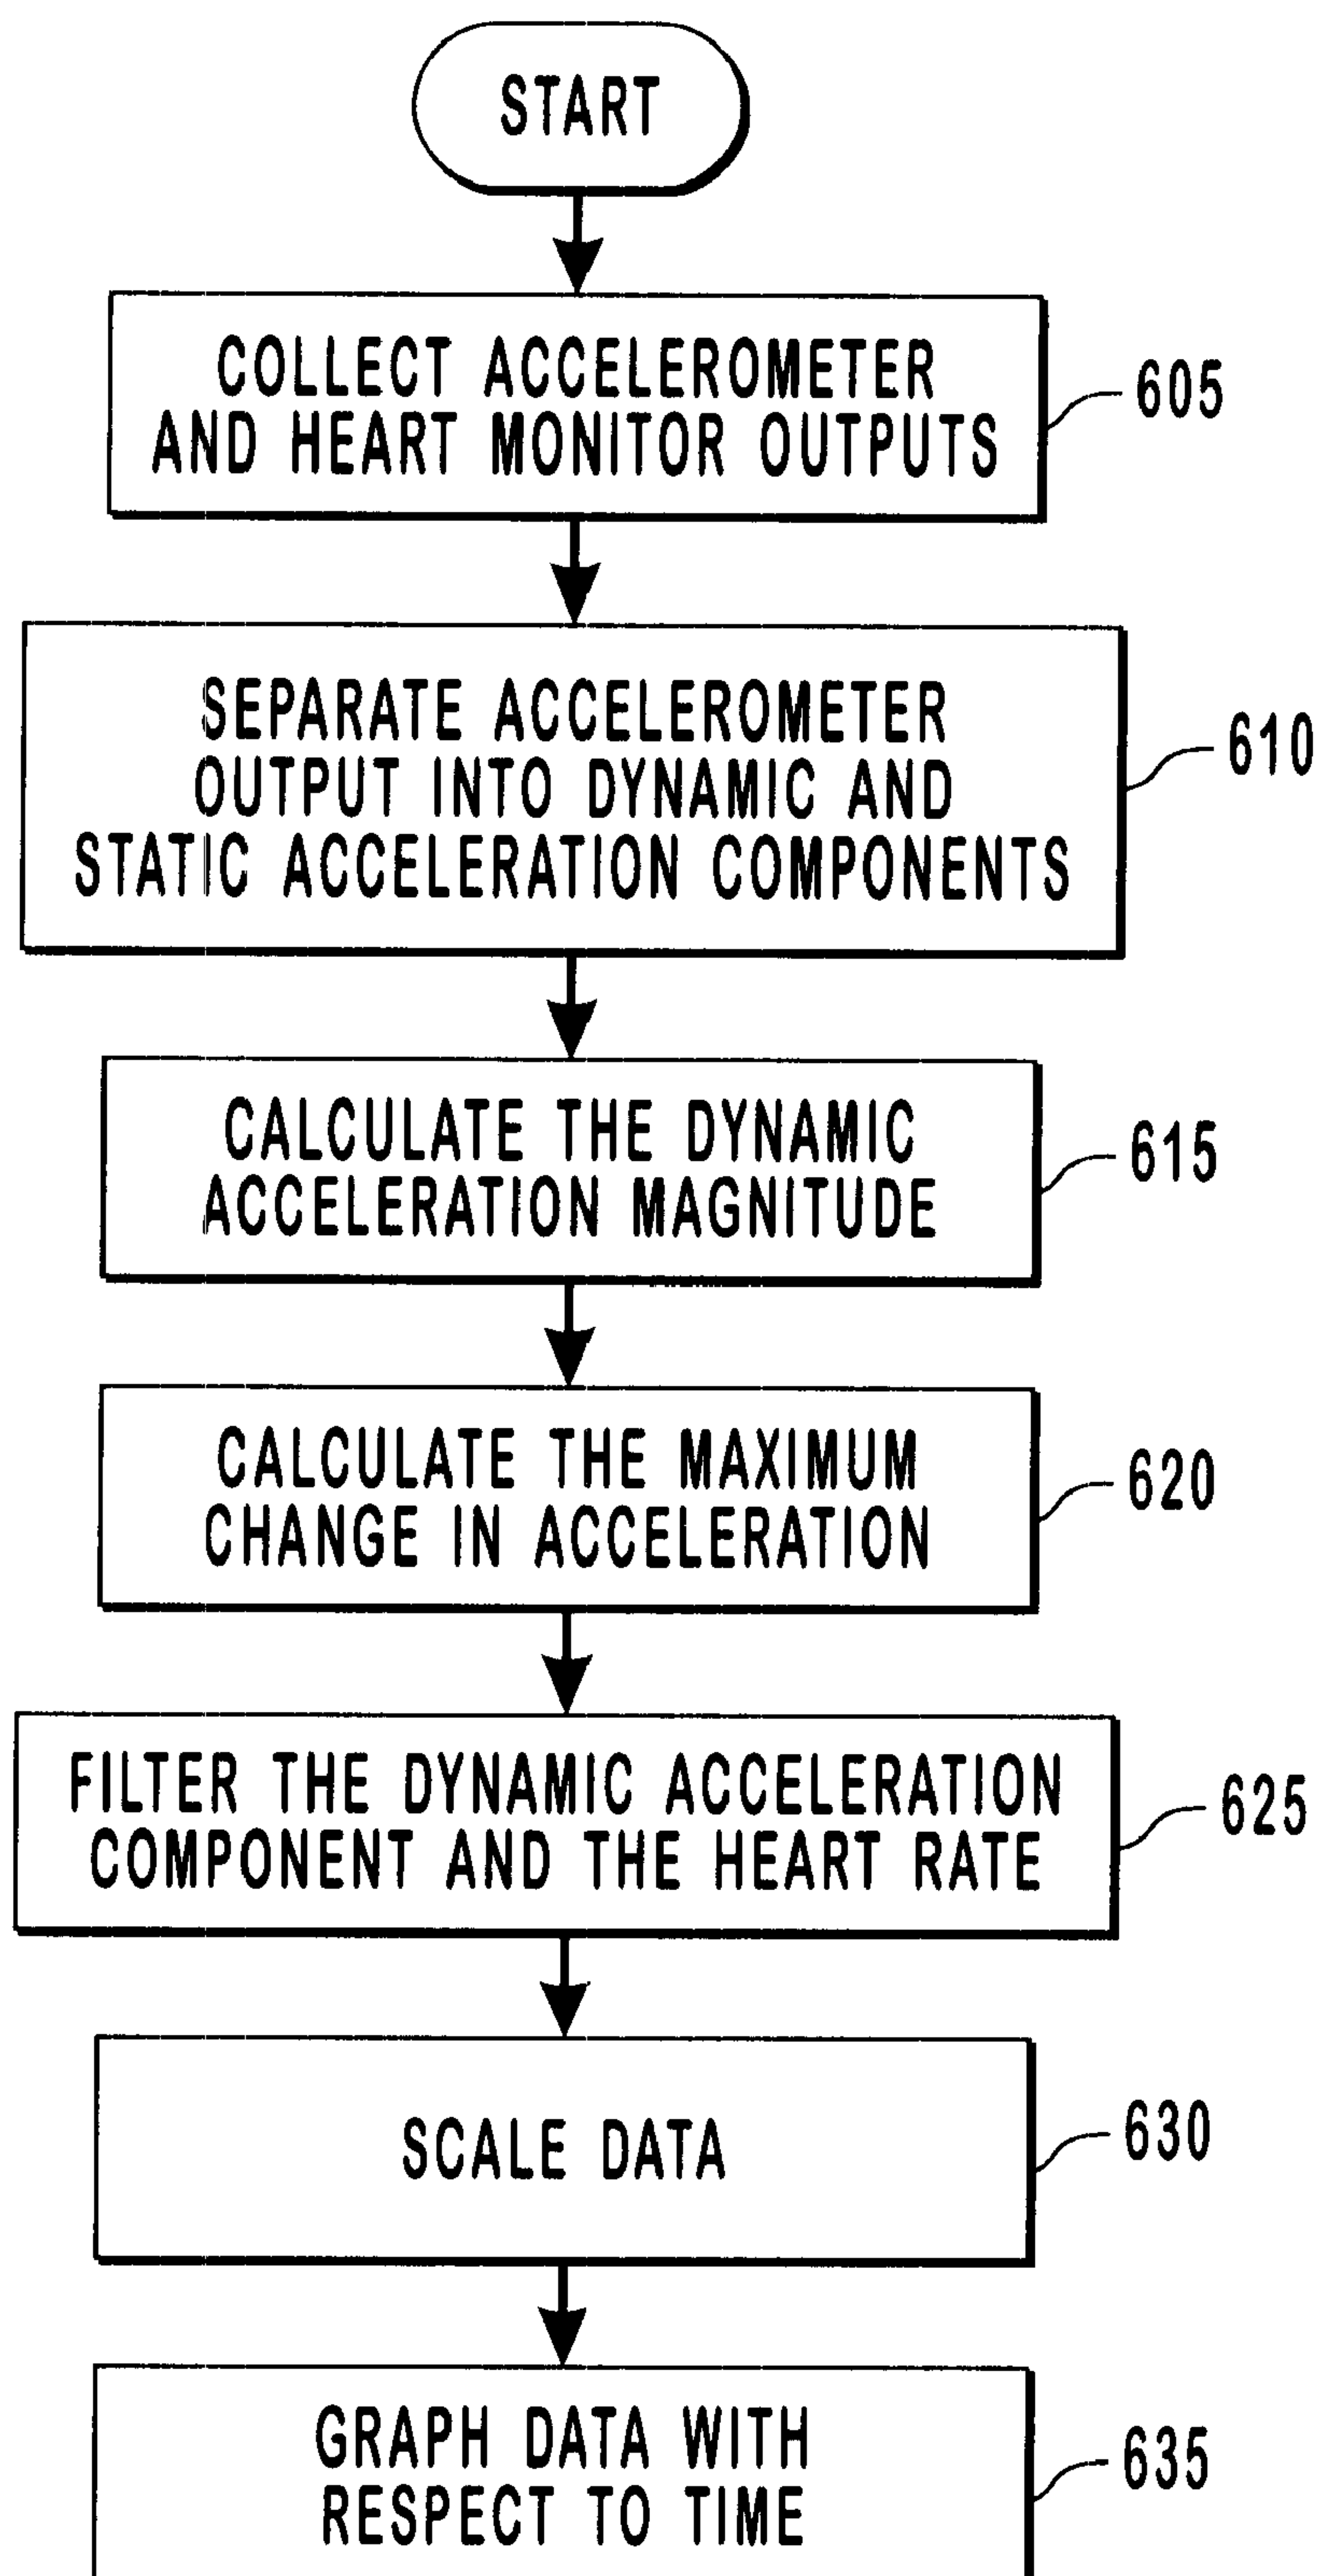 START
COLLECT ACCELEROMETER
AND HEART MONITOR OUTPUTS
605
SEPARATE ACCELEROMETER
OUTPUT INTO DYNAMIC AND
STATIC ACCELERATION COMPONENTS
610
CALCULATE THE DYNAMIC
ACCELERATION MAGNITUDE
615
CALCULATE THE MAXIMUM
CHANGE IN ACCELERATION
620
FILTER THE DYNAMIC ACCELERATION
COMPONENT AND THE HEART RATE
625
SCALE DATA
630
GRAPH DATA WITH
RESPECT TO TIME
635